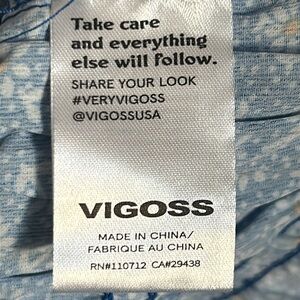 Take care
and everything
else will follow.
SHARE YOUR LOOK
#VERYVIGOSS
@VIGOSSUSA
VIGOSS
MADE IN CHINA/
FABRIQUE AU CHINA
RN#110712 CA#29438